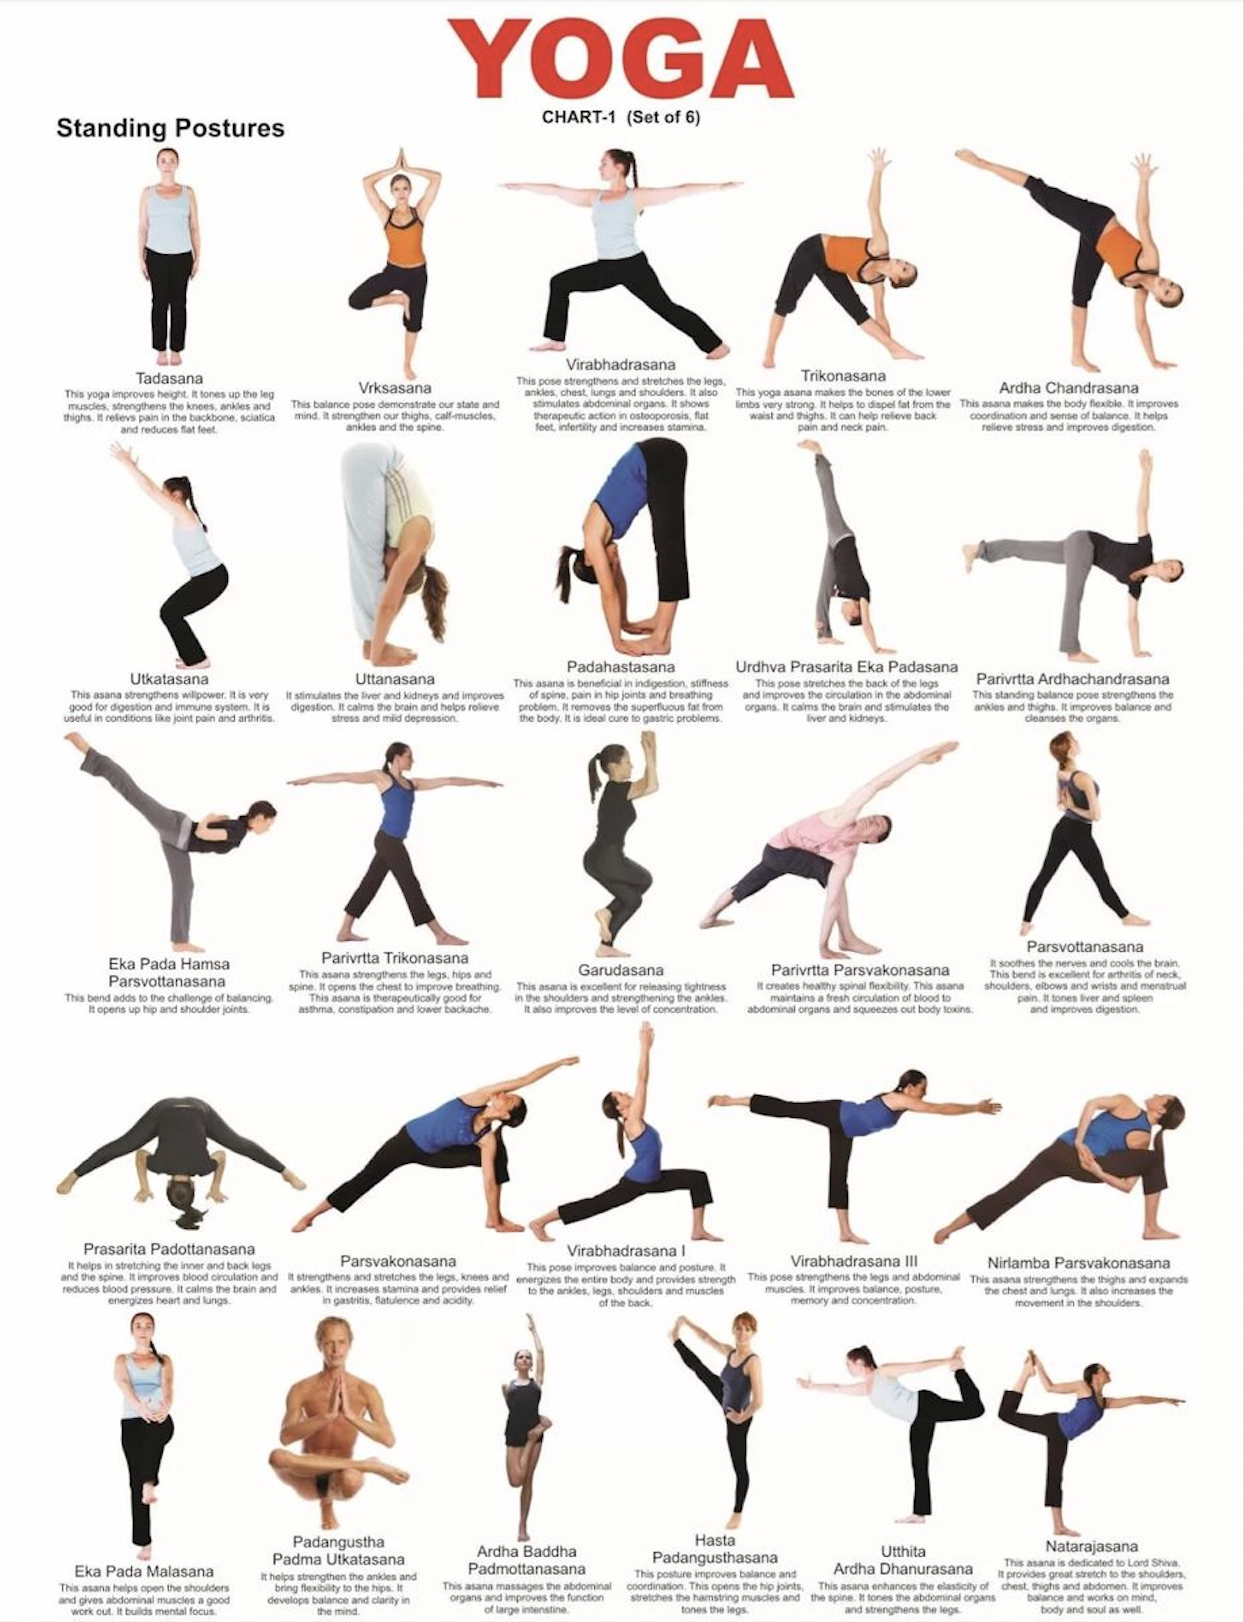 YOGA
CHART-1 (Set of 6)
Standing Postures
Tadasana
This yoga improves height. It tones up the leg
muscles, strengthens the knees, ankles and
thighs. It relievs pain in the backbone, sciatica
and reduces flat feet.
Vrksasana
This balance pose demonstrate our state and
mind. It strengthen our thighs, calf-muscles,
ankles and the spine.
Virabhadrasana
This pose strengthens and stretches the legs,
ankles, chest, lungs and shoulders. It also
stimulates abdominal organs. It shows
therapeutic action in osteoporosis, flat
feet, infertility and increases stamina.
Trikonasana
This yoga asana makes the bones of the lower
limbs very strong. It helps to dispel fat from the
waist and thighs. It can help relieve back
pain and neck pain.
Ardha Chandrasana
This asana makes the body flexible. It improves
coordination and sense of balance. It helps
relieve stress and improves digestion.
Utkatasana
This asana strengthens willpower. It is very
good for digestion and immune system. It is
useful in conditions like joint pain and arthritis.
Uttanasana
It stimulates the liver and kidneys and improves
digestion. It calms the brain and helps relieve
stress and mild depression.
Padahastasana
This asana is beneficial in indigestion, stiffness
of spine, pain in hip joints and breathing
problem. It removes the superfluous fat from
the body. It is ideal cure to gastric problems.
Urdhva Prasarita Eka Padasana
This pose stretches the back of the legs
and improves the circulation in the abdominal
organs. It calms the brain and stimulates the
liver and kidneys.
Parivrtta Ardhachandrasana
This standing balance pose strengthens the
ankles and thighs. It improves balance and
cleanses the organs.
Eka Pada Hamsa
Parsvottanasana
This bend adds to the challenge of balancing.
It opens up hip and shoulder joints.
Parivrtta Trikonasana
This asana strengthens the legs, hips and
spine. It opens the chest to improve breathing.
This asana is therapeutically good for
asthma, constipation and lower backache.
Garudasana
This asana is excellent for releasing tightness
in the shoulders and strengthening the ankles.
It also improves the level of concentration.
Parivrtta Parsvakonasana
It creates healthy spinal flexibility. This asana
maintains a fresh circulation of blood to
abdominal organs and squeezes out body toxins.
Parsvottanasana
It soothes the nerves and cools the brain.
This bend is excellent for arthritis of neck,
shoulders, elbows and wrists and menstrual
pain. It tones liver and spleen
and improves digestion.
Prasarita Padottanasana
It helps in stretching the inner and back legs
and the spine. It improves blood circulation and
reduces blood pressure. It calms the brain and
energizes heart and lungs.
Parsvakonasana
It strengthens and stretches the legs, knees and
ankles. It increases stamina and provides relief
in gastritis, flatulence and acidity.
Virabhadrasana I
This pose improves balance and posture. It
energizes the entire body and provides strength
to the ankles, legs, shoulders and muscles
of the back.
Virabhadrasana III
This pose strengthens the legs and abdominal
muscles. It improves balance, posture,
memory and concentration.
Nirlamba Parsvakonasana
This asana strengthens the thighs and expands
the chest and lungs. It also increases the
movement in the shoulders.
Eka Pada Malasana
This asana helps open the shoulders
and gives abdominal muscles a good
work out. It builds mental focus.
Padangustha
Padma Utkatasana
It helps strengthen the ankles and
bring flexibility to the hips. It
develops balance and clarity in
the mind.
Ardha Baddha
Padmottanasana
This asana massages the abdominal
organs and improves the function
of large intenstine.
Hasta
Padangusthasana
This posture improves balance and
coordination. This opens the hip joints,
stretches the hamstring muscles and
tones the legs.
Utthita
Ardha Dhanurasana
This asana enhances the elasticity of
the spine. It tones the abdominal organs
and strengthens the legs.
Natarajasana
This asana is dedicated to Lord Shiva.
It provides great stretch to the shoulders,
chest, thighs and abdomen. It improves
balance and works on mind,
body and soul as well.